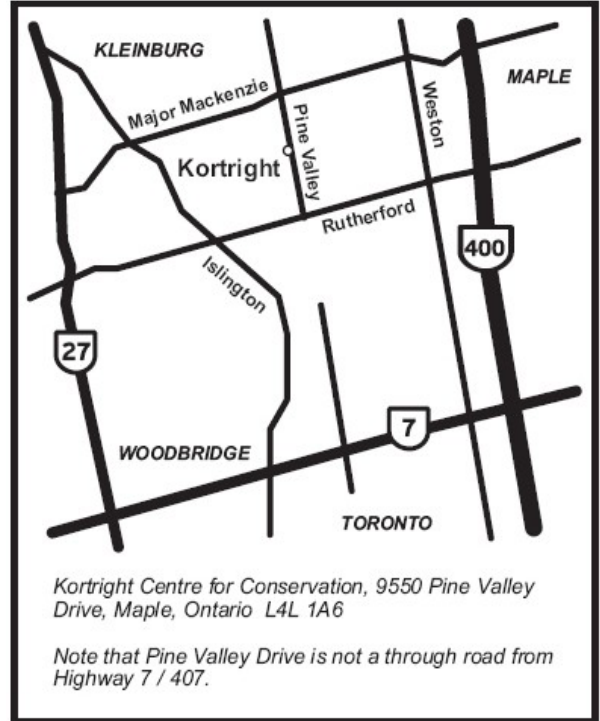 KLEINBURG
MAPLE
Major Mackenzie
Pine Valley
Weston
Kortright
Rutherford
400
Islington
27
7
WOODBRIDGE
TORONTO
Kortright Centre for Conservation, 9550 Pine Valley
Drive, Maple, Ontario  L4L 1A6
Note that Pine Valley Drive is not a through road from
Highway 7 / 407.